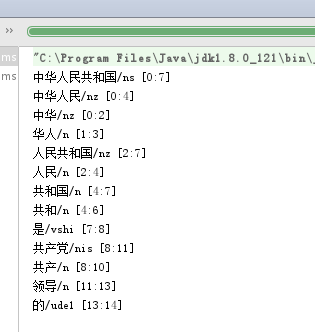 »
"C:\Program Files\Java\jdk1.8.0_121\bin\j
ms
中华人民共和国/ns [0:7]
ms
中华人民/nz [0:4]
中华/nz [0:2]
华人/n [1:3]
人民共和国/nz [2:7]
人民/n [2:4]
共和国/n [4:7]
共和/n [4:6]
是/vshi [7:8]
共产党/nis [8:11]
共产/n [8:10]
领导/n [11:13]
的/ude1 [13:14]